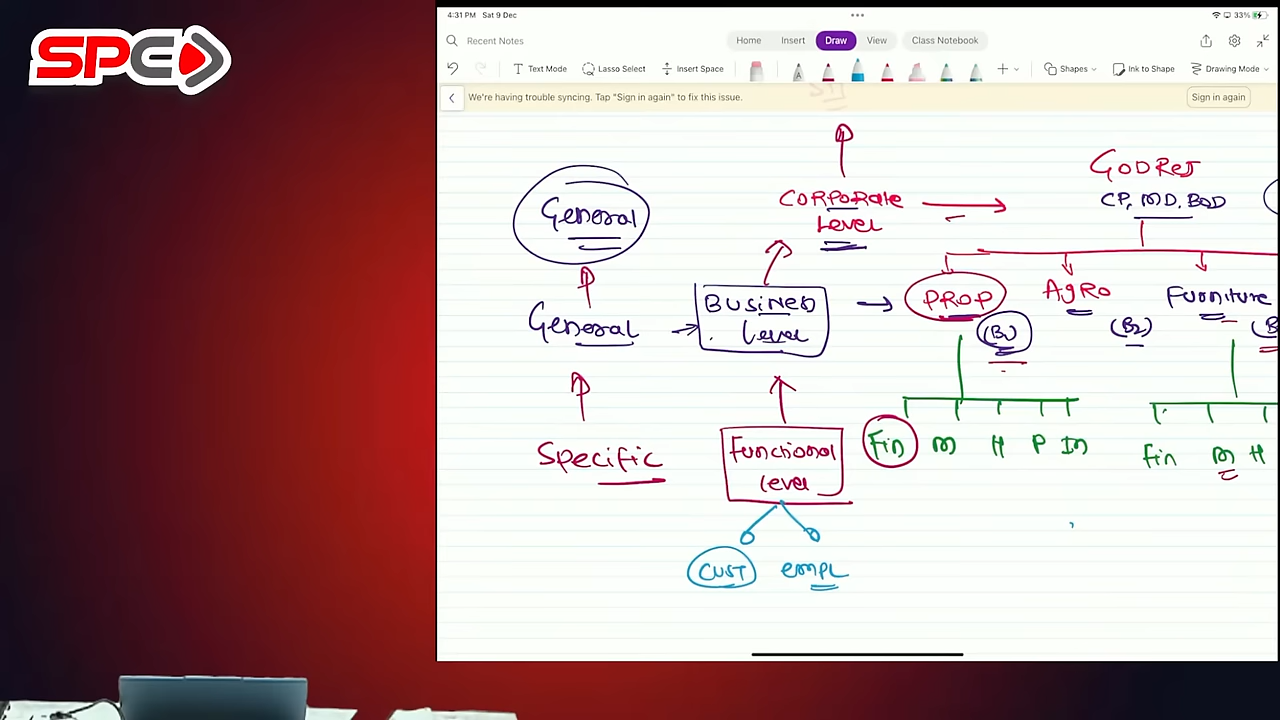 SPE
4:31 PM Sat 9 Dec
33%
Recent Notes
Home Insert Draw View Class Notebook
Text Mode Lasso Select Insert Space Shapes Ink to Shape Drawing Mode
We're having trouble syncing. Tap "Sign in again" to fix this issue. Sign in again
GODREJ
General CORPORATE → CP, MD, BOD
Level
General → BUSINESS → PROP AgRo Furniture
Level (B1) (B2)
Specific Functional Fin M H P In Fin M H
level
CUST EMPL